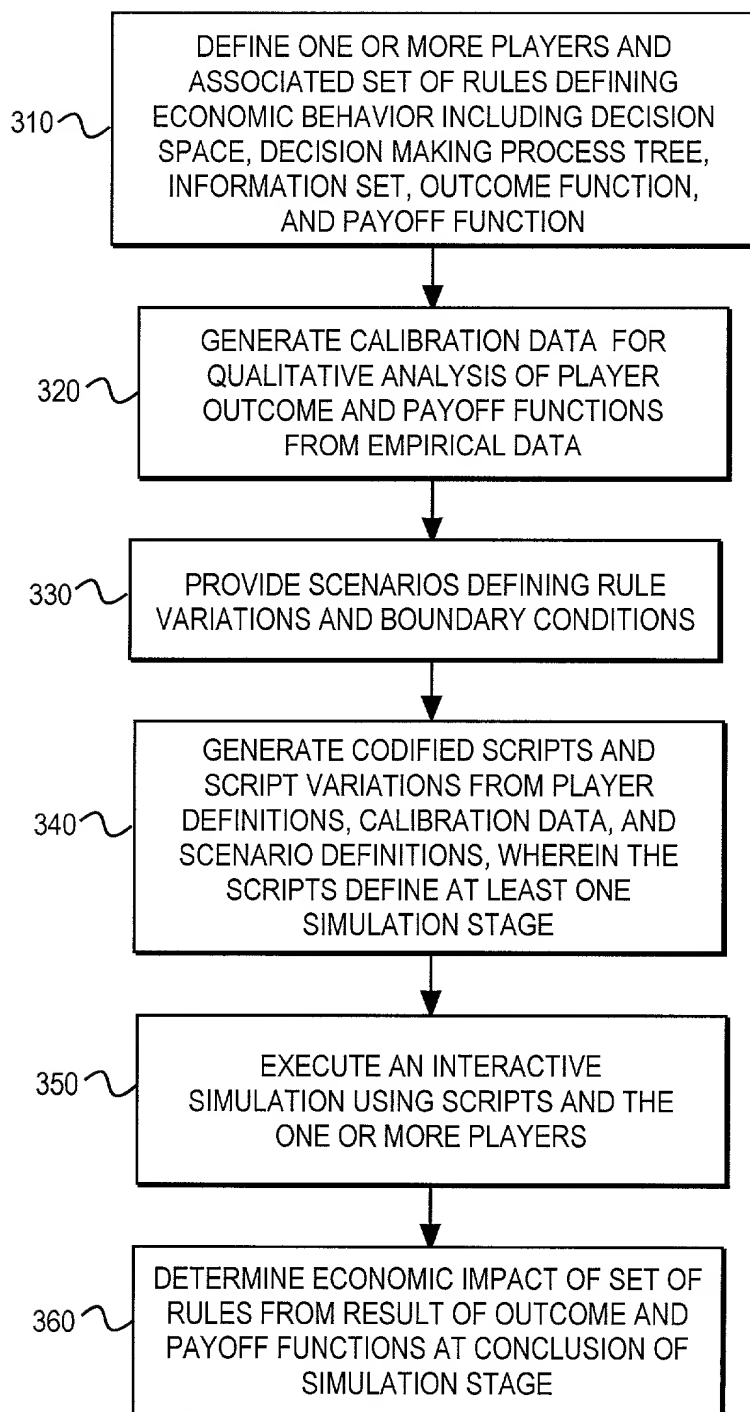 DEFINE ONE OR MORE PLAYERS AND
ASSOCIATED SET OF RULES DEFINING
310
ECONOMIC BEHAVIOR INCLUDING DECISION
SPACE, DECISION MAKING PROCESS TREE,
INFORMATION SET, OUTCOME FUNCTION,
AND PAYOFF FUNCTION
GENERATE CALIBRATION DATA FOR
QUALITATIVE ANALYSIS OF PLAYER
320
OUTCOME AND PAYOFF FUNCTIONS
FROM EMPIRICAL DATA
330
PROVIDE SCENARIOS DEFINING RULE
VARIATIONS AND BOUNDARY CONDITIONS
GENERATE CODIFIED SCRIPTS AND
SCRIPT VARIATIONS FROM PLAYER
340
DEFINITIONS, CALIBRATION DATA, AND
SCENARIO DEFINITIONS, WHEREIN THE
SCRIPTS DEFINE AT LEAST ONE
SIMULATION STAGE
350
EXECUTE AN INTERACTIVE
SIMULATION USING SCRIPTS AND THE
ONE OR MORE PLAYERS
DETERMINE ECONOMIC IMPACT OF SET OF
360
RULES FROM RESULT OF OUTCOME AND
PAYOFF FUNCTIONS AT CONCLUSION OF
SIMULATION STAGE